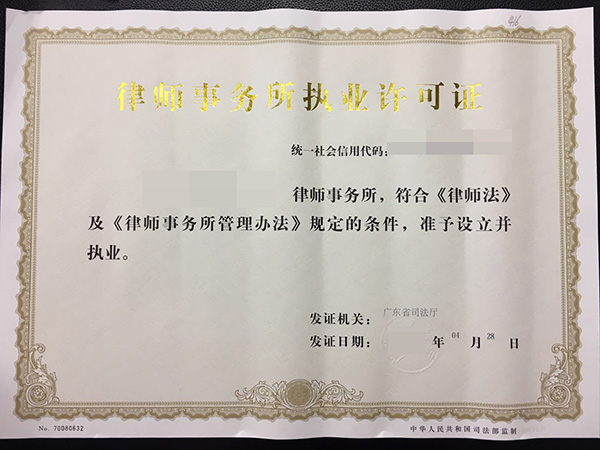 律师事务所执业许可证
统一社会信用代码：
律师事务所，符合《律师法》
及《律师事务所管理办法》规定的条件，准予设立并
执业。
发证机关： 广东省司法厅
发证日期： 年 04 月 28 日
No. 70080632
中华人民共和国司法部监制